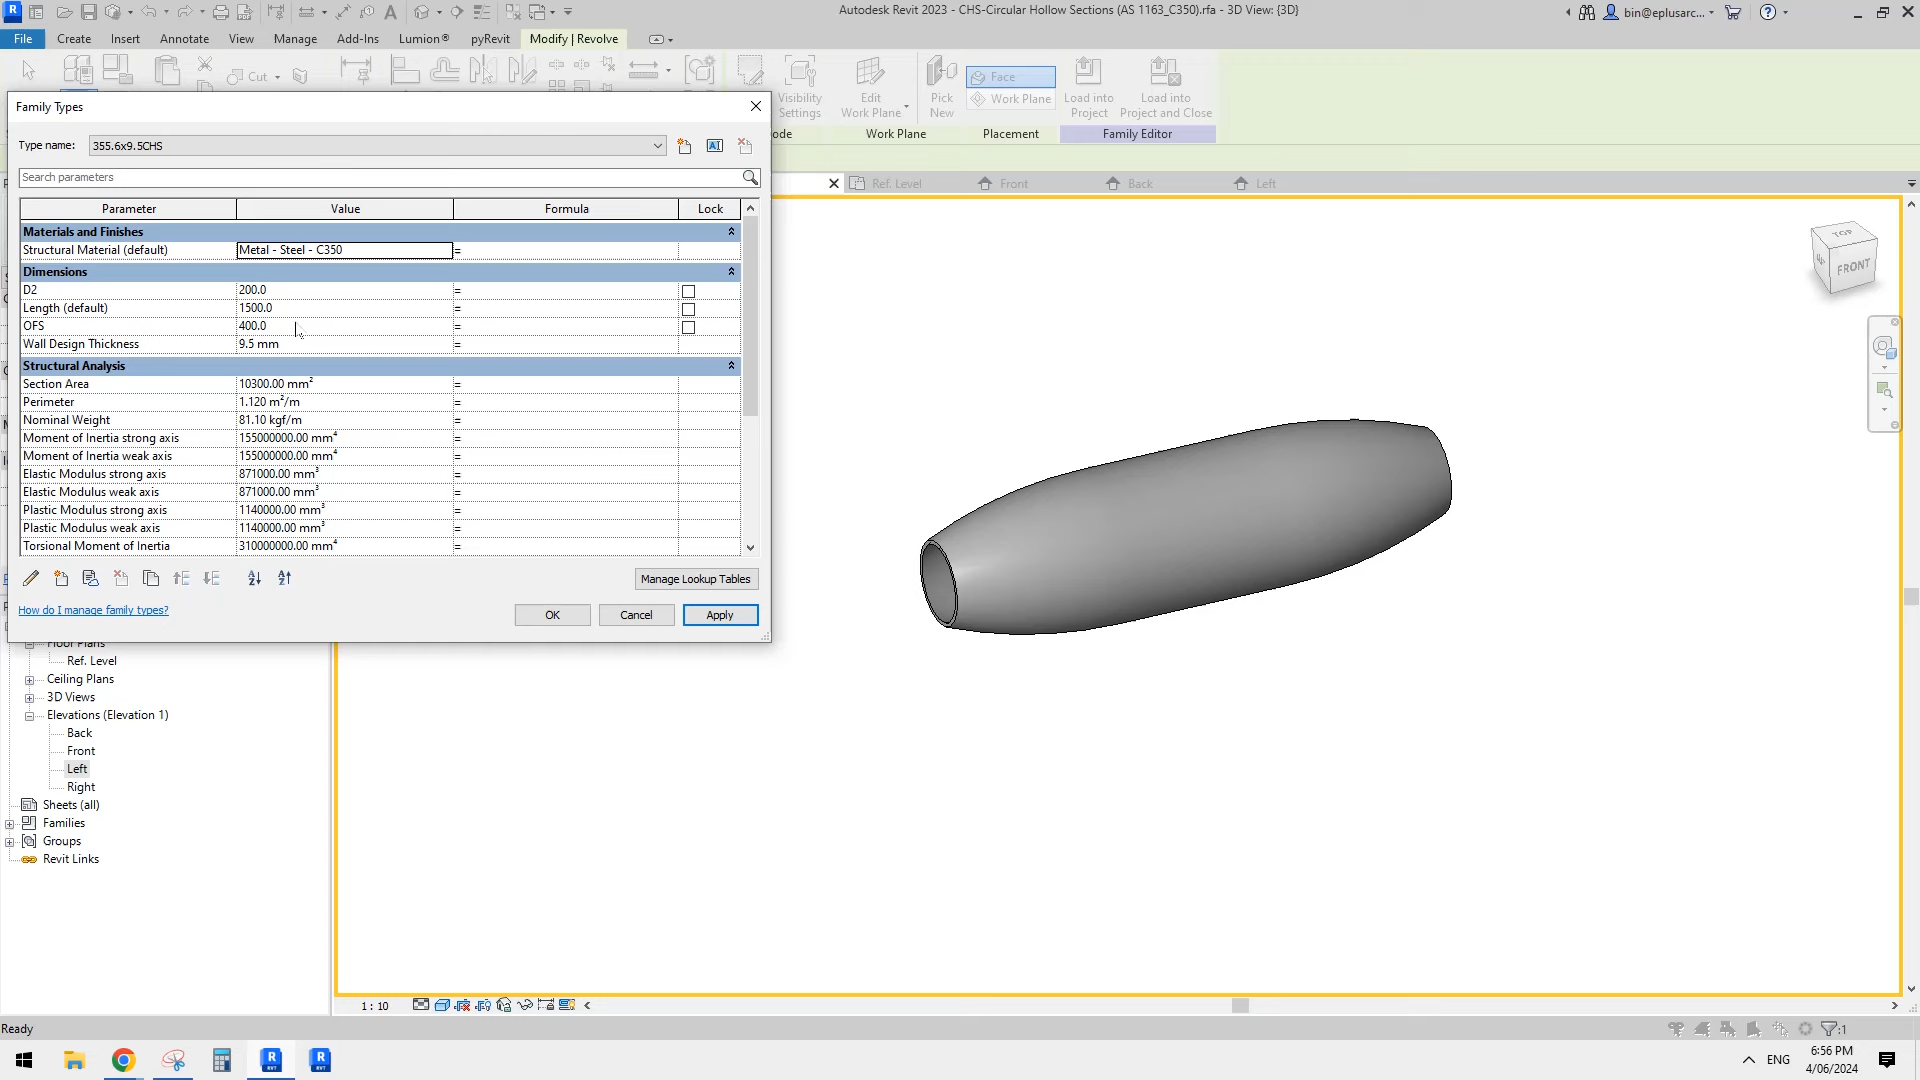 Autodesk Revit 2023 - CHS-Circular Hollow Sections (AS 1163_C350).rfa - 3D View: {3D}
bin@eplusarc...
File Create Insert Annotate View Manage Add-Ins Lumion® pyRevit Modify | Revolve
Cut
Visibility Settings
Edit Work Plane
Pick New
Face
Work Plane
Load into Project
Load into Project and Close
Work Plane Placement Family Editor
Family Types
Type name: 355.6x9.5CHS
Search parameters
Ref. Level Front Back Left
Parameter Value Formula Lock
Materials and Finishes
Structural Material (default) Metal - Steel - C350 =
Dimensions
D2 200.0 =
Length (default) 1500.0 =
OFS 400.0 =
Wall Design Thickness 9.5 mm =
Structural Analysis
Section Area 10300.00 mm² =
Perimeter 1.120 m²/m =
Nominal Weight 81.10 kgf/m =
Moment of Inertia strong axis 155000000.00 mm⁴ =
Moment of Inertia weak axis 155000000.00 mm⁴ =
Elastic Modulus strong axis 871000.00 mm³ =
Elastic Modulus weak axis 871000.00 mm³ =
Plastic Modulus strong axis 1140000.00 mm³ =
Plastic Modulus weak axis 1140000.00 mm³ =
Torsional Moment of Inertia 310000000.00 mm⁴ =
Manage Lookup Tables
How do I manage family types?
OK Cancel Apply
TOP
FRONT
Floor Plans
Ref. Level
Ceiling Plans
3D Views
Elevations (Elevation 1)
Back
Front
Left
Right
Sheets (all)
Families
Groups
Revit Links
1 : 10
Ready
:1
ENG
6:56 PM
4/06/2024